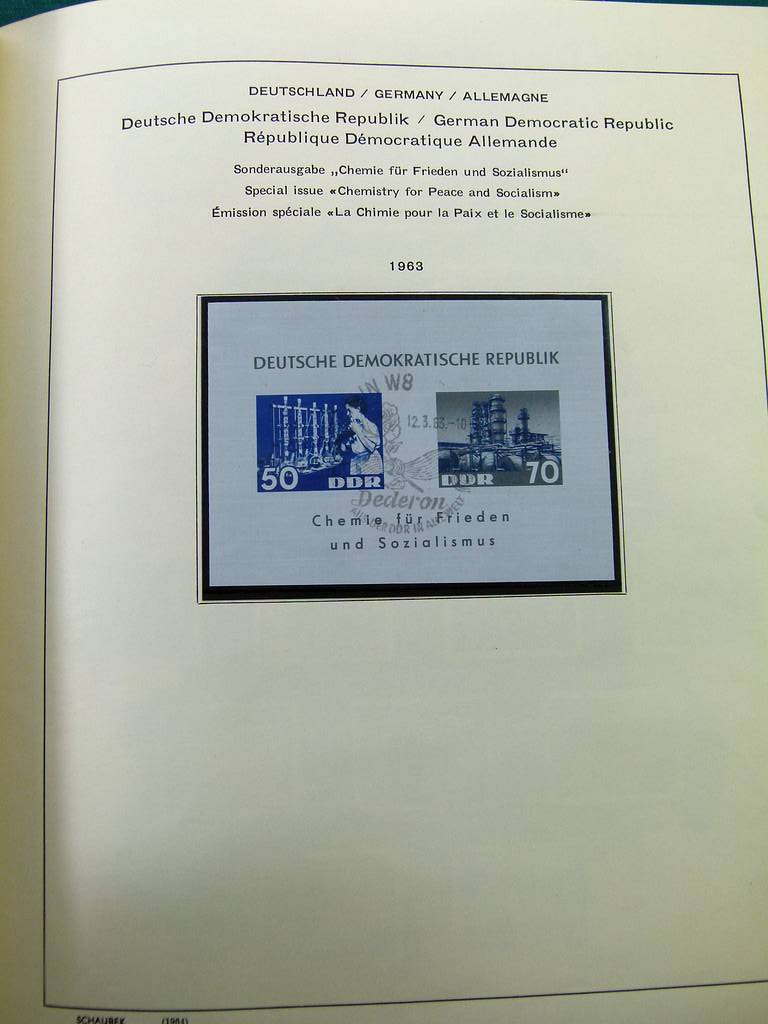 DEUTSCHLAND / GERMANY / ALLEMAGNE
Deutsche Demokratische Republik / German Democratic Republic
République Démocratique Allemande
Sonderausgabe „Chemie für Frieden und Sozialismus“
Special issue «Chemistry for Peace and Socialism»
Émission spéciale «La Chimie pour la Paix et le Socialisme»
1963
DEUTSCHE DEMOKRATISCHE REPUBLIK
W8
12.3.63.-10
50 DDR
DDR 70
Dederon
Chemie für Frieden
und Sozialismus
SCHAUBEK (1964)